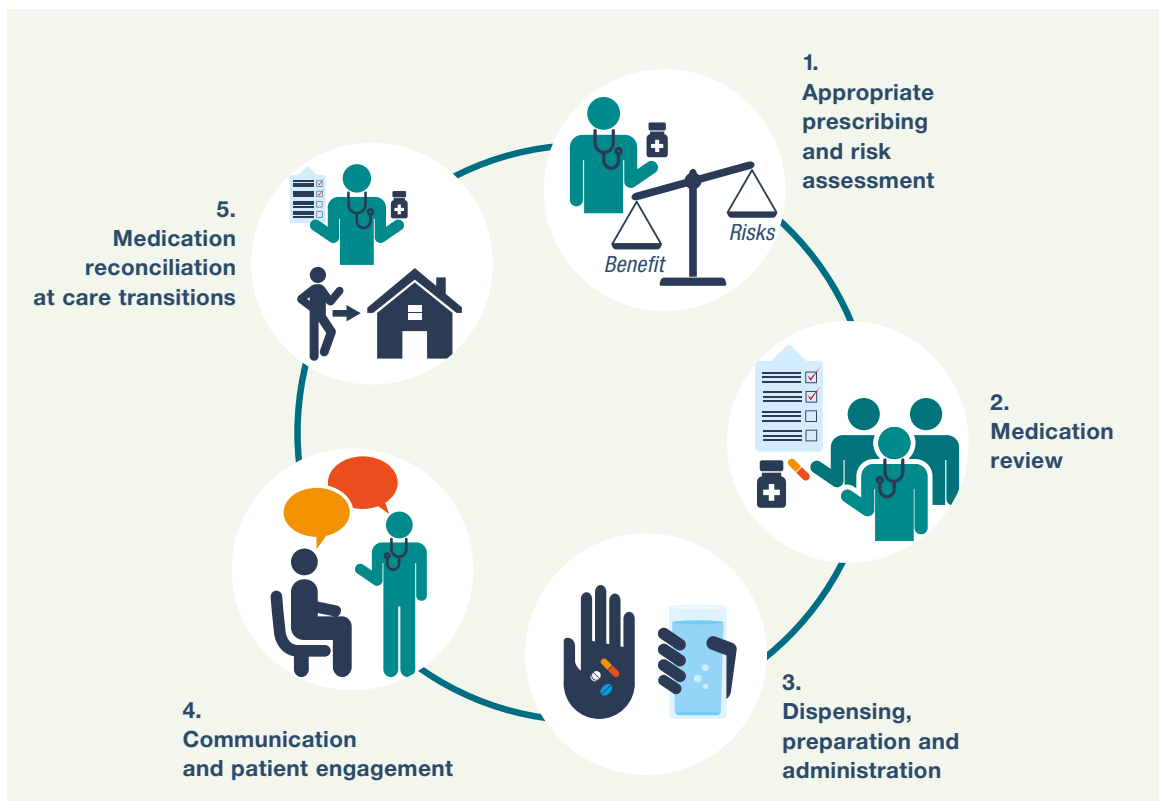 1.
Appropriate
prescribing
and risk
assessment
Benefit
Risks
2.
Medication
review
3.
Dispensing,
preparation and
administration
4.
Communication
and patient engagement
5.
Medication
reconciliation
at care transitions